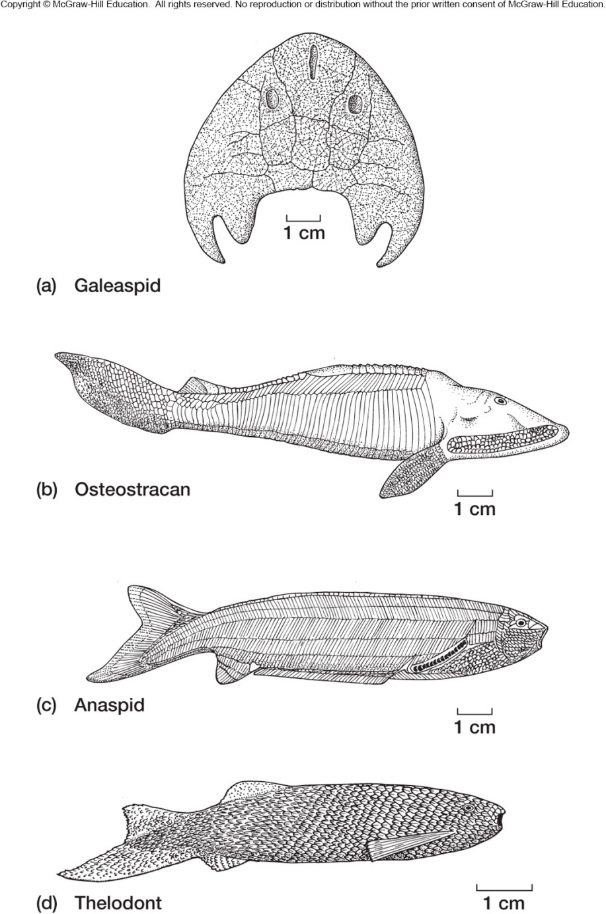 Copyright © McGraw-Hill Education. All rights reserved. No reproduction or distribution without the prior written consent of McGraw-Hill Education.
1 cm
(a) Galeaspid
(b) Osteostracan
1 cm
(c) Anaspid
1 cm
(d) Thelodont
1 cm